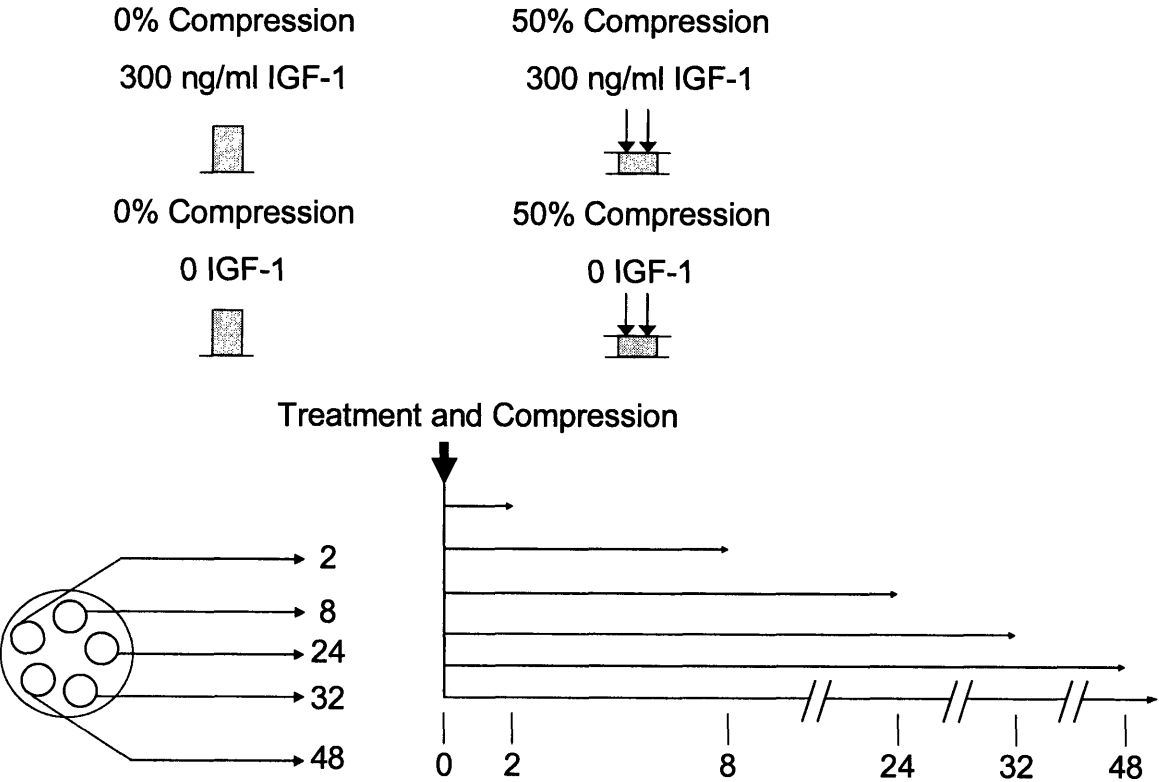 0% Compression
50% Compression
300 ng/ml IGF-1
300 ng/ml IGF-1
0% Compression
50% Compression
0 IGF-1
0 IGF-1
Treatment and Compression
2
8
24
32
48
0 2 8 24 32 48